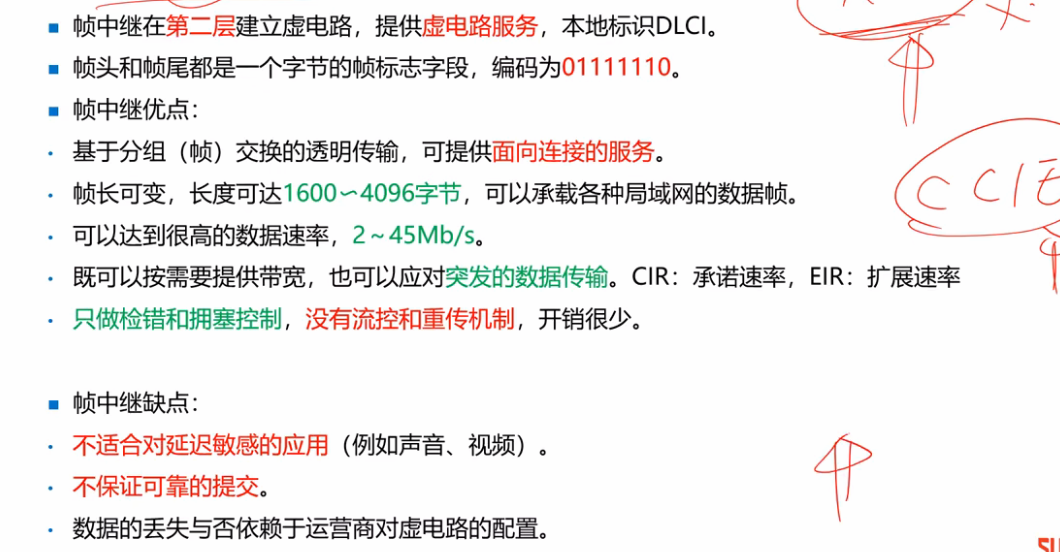 ■ 帧中继在第二层建立虚电路，提供虚电路服务，本地标识DLCI。
■ 帧头和帧尾都是一个字节的帧标志字段，编码为01111110。
■ 帧中继优点：
· 基于分组（帧）交换的透明传输，可提供面向连接的服务。
· 帧长可变，长度可达1600～4096字节，可以承载各种局域网的数据帧。
· 可以达到很高的数据速率，2～45Mb/s。
· 既可以按需要提供带宽，也可以应对突发的数据传输。CIR：承诺速率，EIR：扩展速率
· 只做检错和拥塞控制，没有流控和重传机制，开销很少。
■ 帧中继缺点：
· 不适合对延迟敏感的应用（例如声音、视频）。
· 不保证可靠的提交。
· 数据的丢失与否依赖于运营商对虚电路的配置。
CCIE